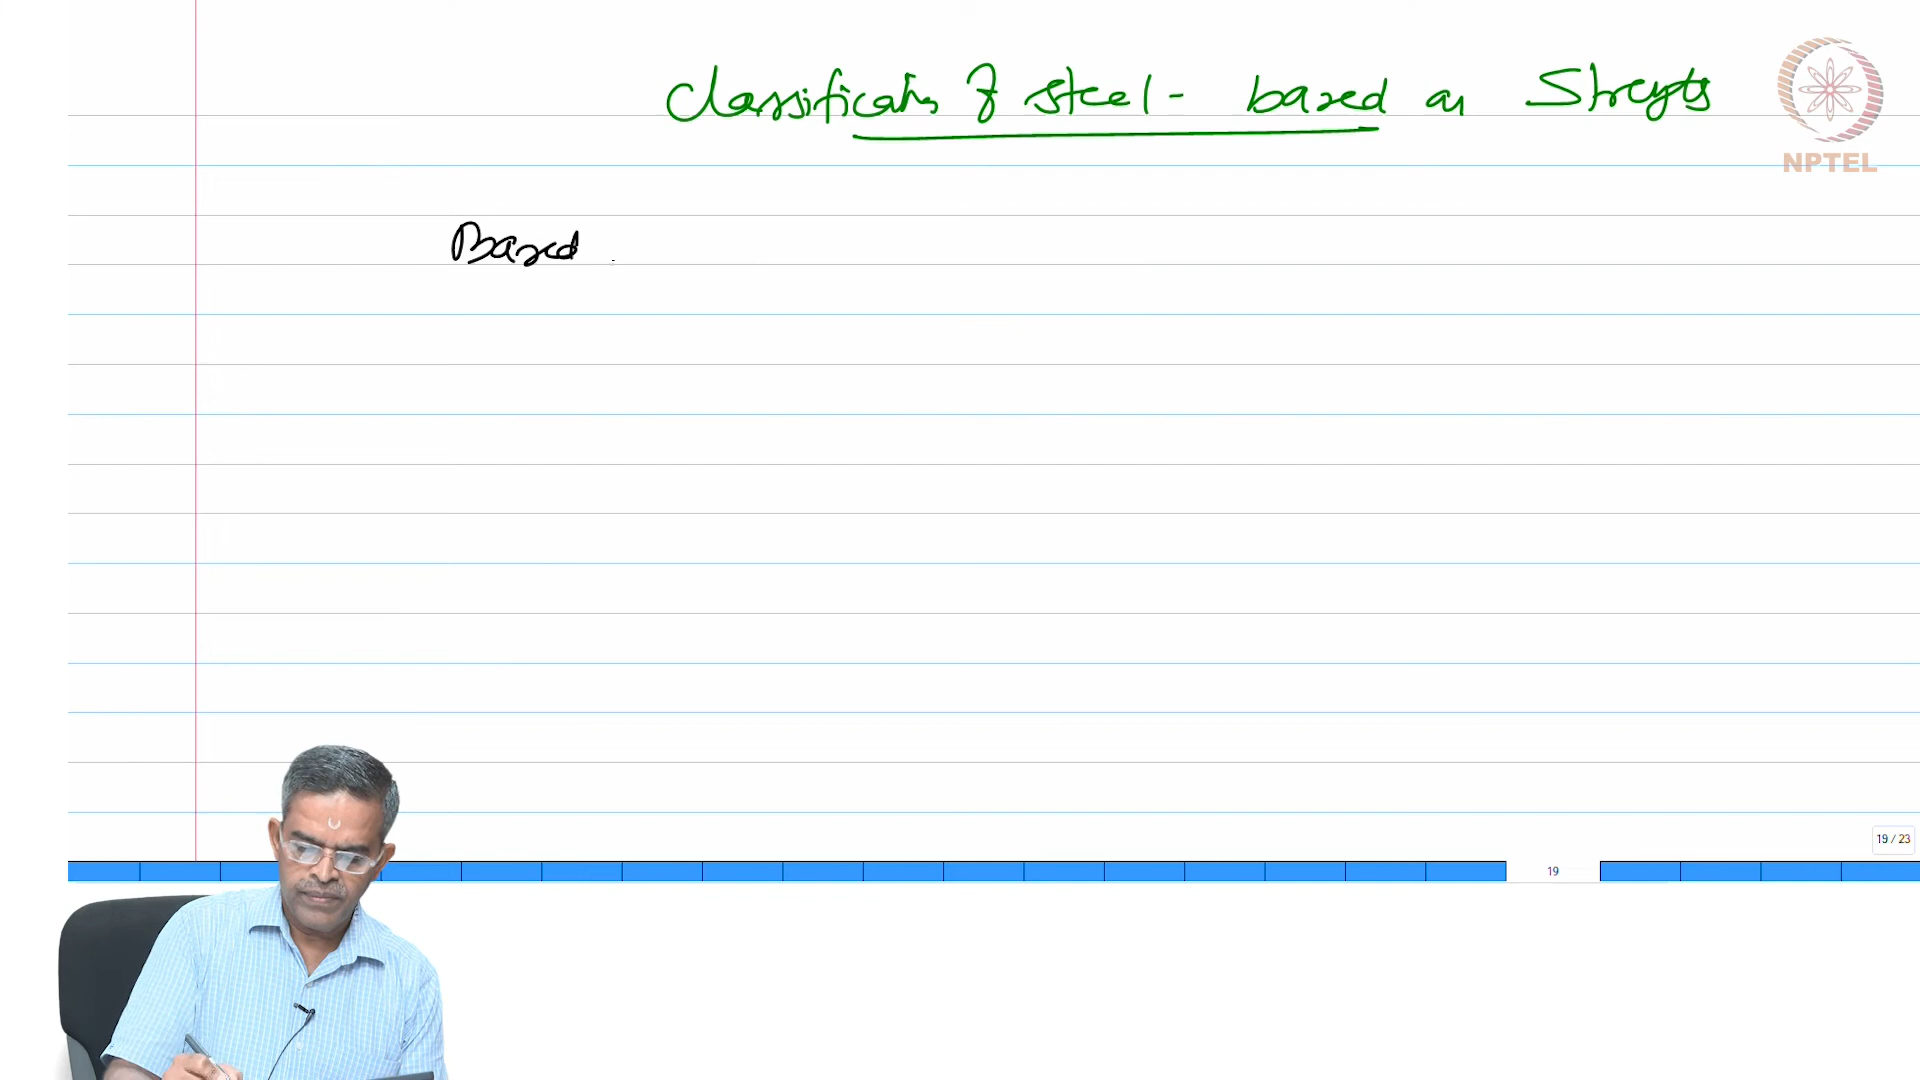 Classification of steel - based on Strength
NPTEL
Based
19 / 23
19